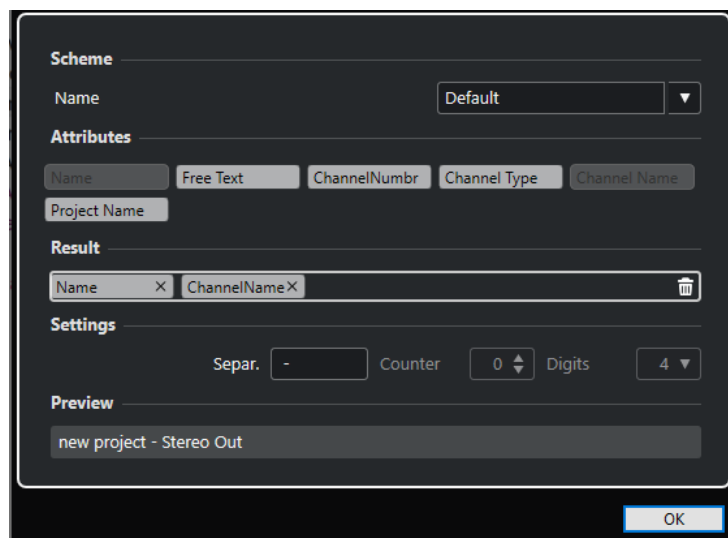 Scheme
Name Default
Attributes
Name Free Text ChannelNumbr Channel Type Channel Name
Project Name
Result
Name × ChannelName ×
Settings
Separ. - Counter 0 Digits 4
Preview
new project - Stereo Out
OK